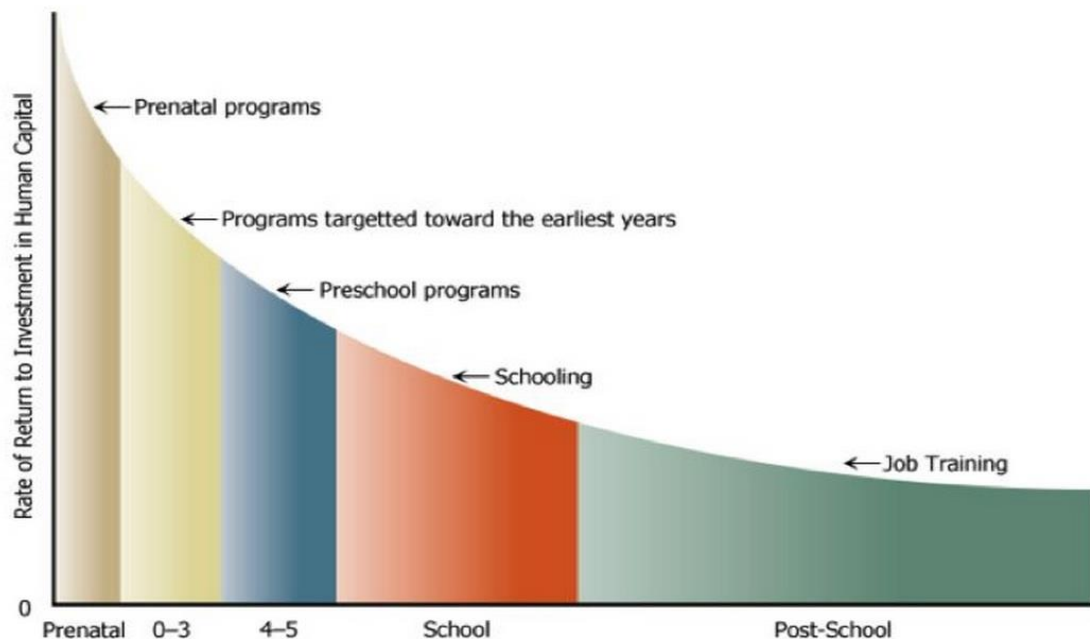 Rate of Return to Investment in Human Capital
Prenatal programs
Programs targetted toward the earliest years
Preschool programs
Schooling
Job Training
0
Prenatal
0–3
4–5
School
Post-School